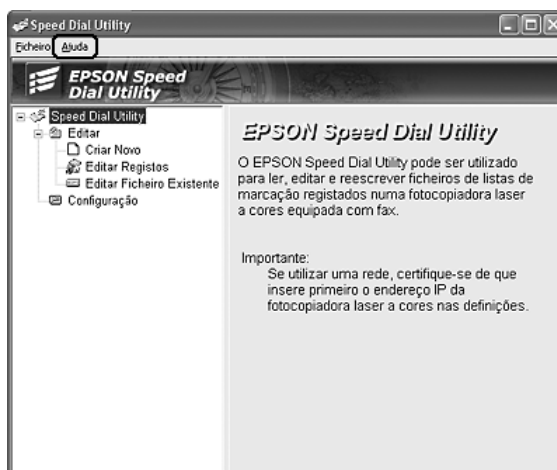 Speed Dial Utility
Ficheiro Ajuda
EPSON Speed
Dial Utility
Speed Dial Utility
Editar
Criar Novo
Editar Registos
Editar Ficheiro Existente
Configuração
EPSON Speed Dial Utility
O EPSON Speed Dial Utility pode ser utilizado
para ler, editar e reescrever ficheiros de listas de
marcação registados numa fotocopiadora laser
a cores equipada com fax.
Importante:
Se utilizar uma rede, certifique-se de que
insere primeiro o endereço IP da
fotocopiadora laser a cores nas definições.